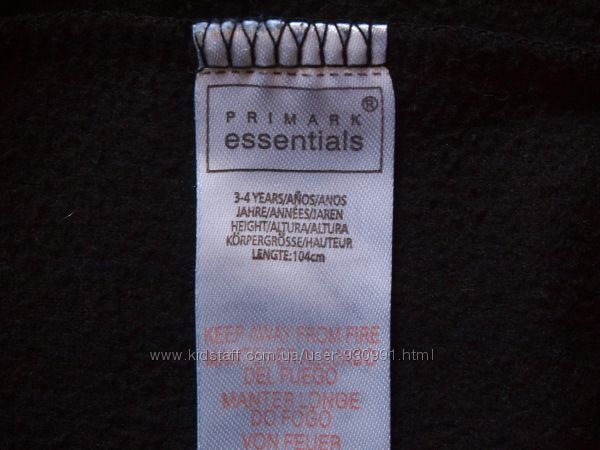 PRIMARK®
essentials
3-4 YEARS/AÑOS/ANOS
JAHRE/ANNÉES/JAREN
HEIGHT/ALTURA/ALTURA
KÖRPERGRÖSSE/HAUTEUR
LENGTE:104cm
KEEP AWAY FROM FIRE
www.kidstaff.com.ua/user-930991.html
DEL FUEGO
MANTER LONGE
DO FOGO
VON FEUER